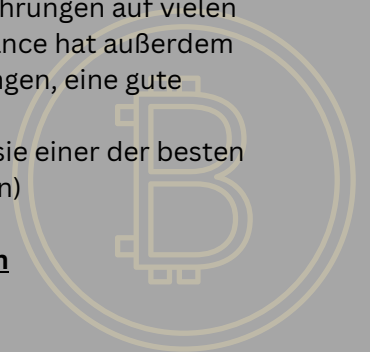 hrungen auf vielen
ance hat außerdem
ngen, eine gute
sie einer der besten
n)
n